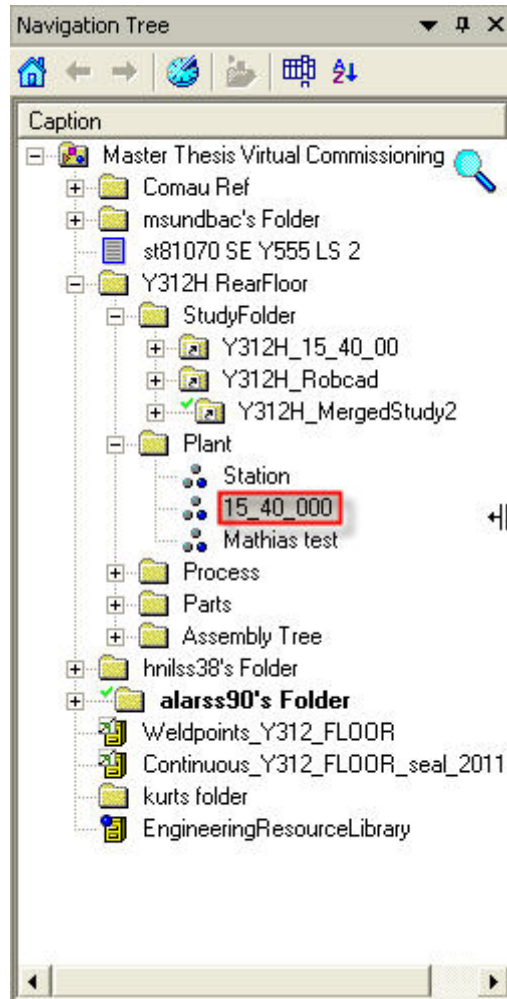 Navigation Tree
Caption
Master Thesis Virtual Commissioning
Comau Ref
msundbac's Folder
st81070 SE Y555 LS 2
Y312H RearFloor
StudyFolder
Y312H_15_40_00
Y312H_Robcad
Y312H_MergedStudy2
Plant
Station
15_40_000
Mathias test
Process
Parts
Assembly Tree
hnilss38's Folder
alarss90's Folder
Weldpoints_Y312_FLOOR
Continuous_Y312_FLOOR_seal_2011
kurts folder
EngineeringResourceLibrary